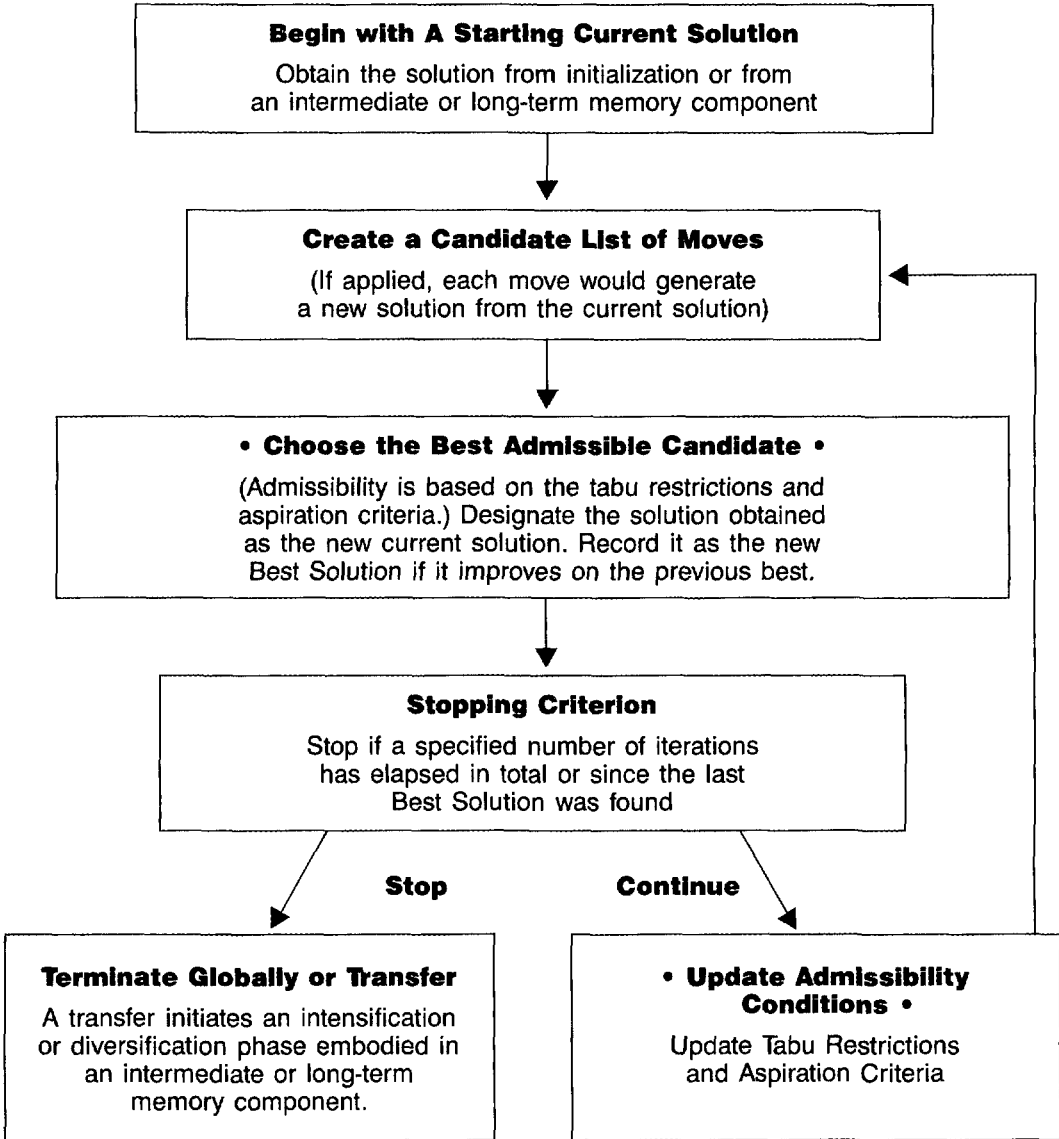 Begin with A Starting Current Solution
Obtain the solution from initialization or from
an intermediate or long-term memory component
Create a Candidate List of Moves
(If applied, each move would generate
a new solution from the current solution)
• Choose the Best Admissible Candidate •
(Admissibility is based on the tabu restrictions and
aspiration criteria.) Designate the solution obtained
as the new current solution. Record it as the new
Best Solution if it improves on the previous best.
Stopping Criterion
Stop if a specified number of iterations
has elapsed in total or since the last
Best Solution was found
Stop
Continue
Terminate Globally or Transfer
A transfer initiates an intensification
or diversification phase embodied in
an intermediate or long-term
memory component.
• Update Admissibility
Conditions •
Update Tabu Restrictions
and Aspiration Criteria